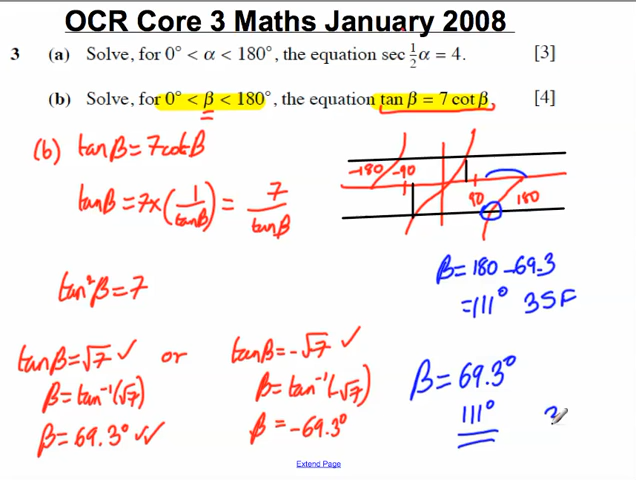 OCR Core 3 Maths January 2008
3 (a) Solve, for 0° < α < 180°, the equation sec ½α = 4. [3]
(b) Solve, for 0° < β < 180°, the equation tan β = 7 cot β. [4]
(b) tanβ = 7cotβ
tanβ = 7x(1/tanβ) = 7/tanβ
tan²β = 7
-180 -90 90 180
β = 180 - 69.3
= 111° 3SF
tanβ = √7 ✓ or tanβ = -√7 ✓
β = tan⁻¹(√7) β = tan⁻¹(-√7)
β = 69.3° ✓✓ β = -69.3°
β = 69.3°
111°
Extend Page